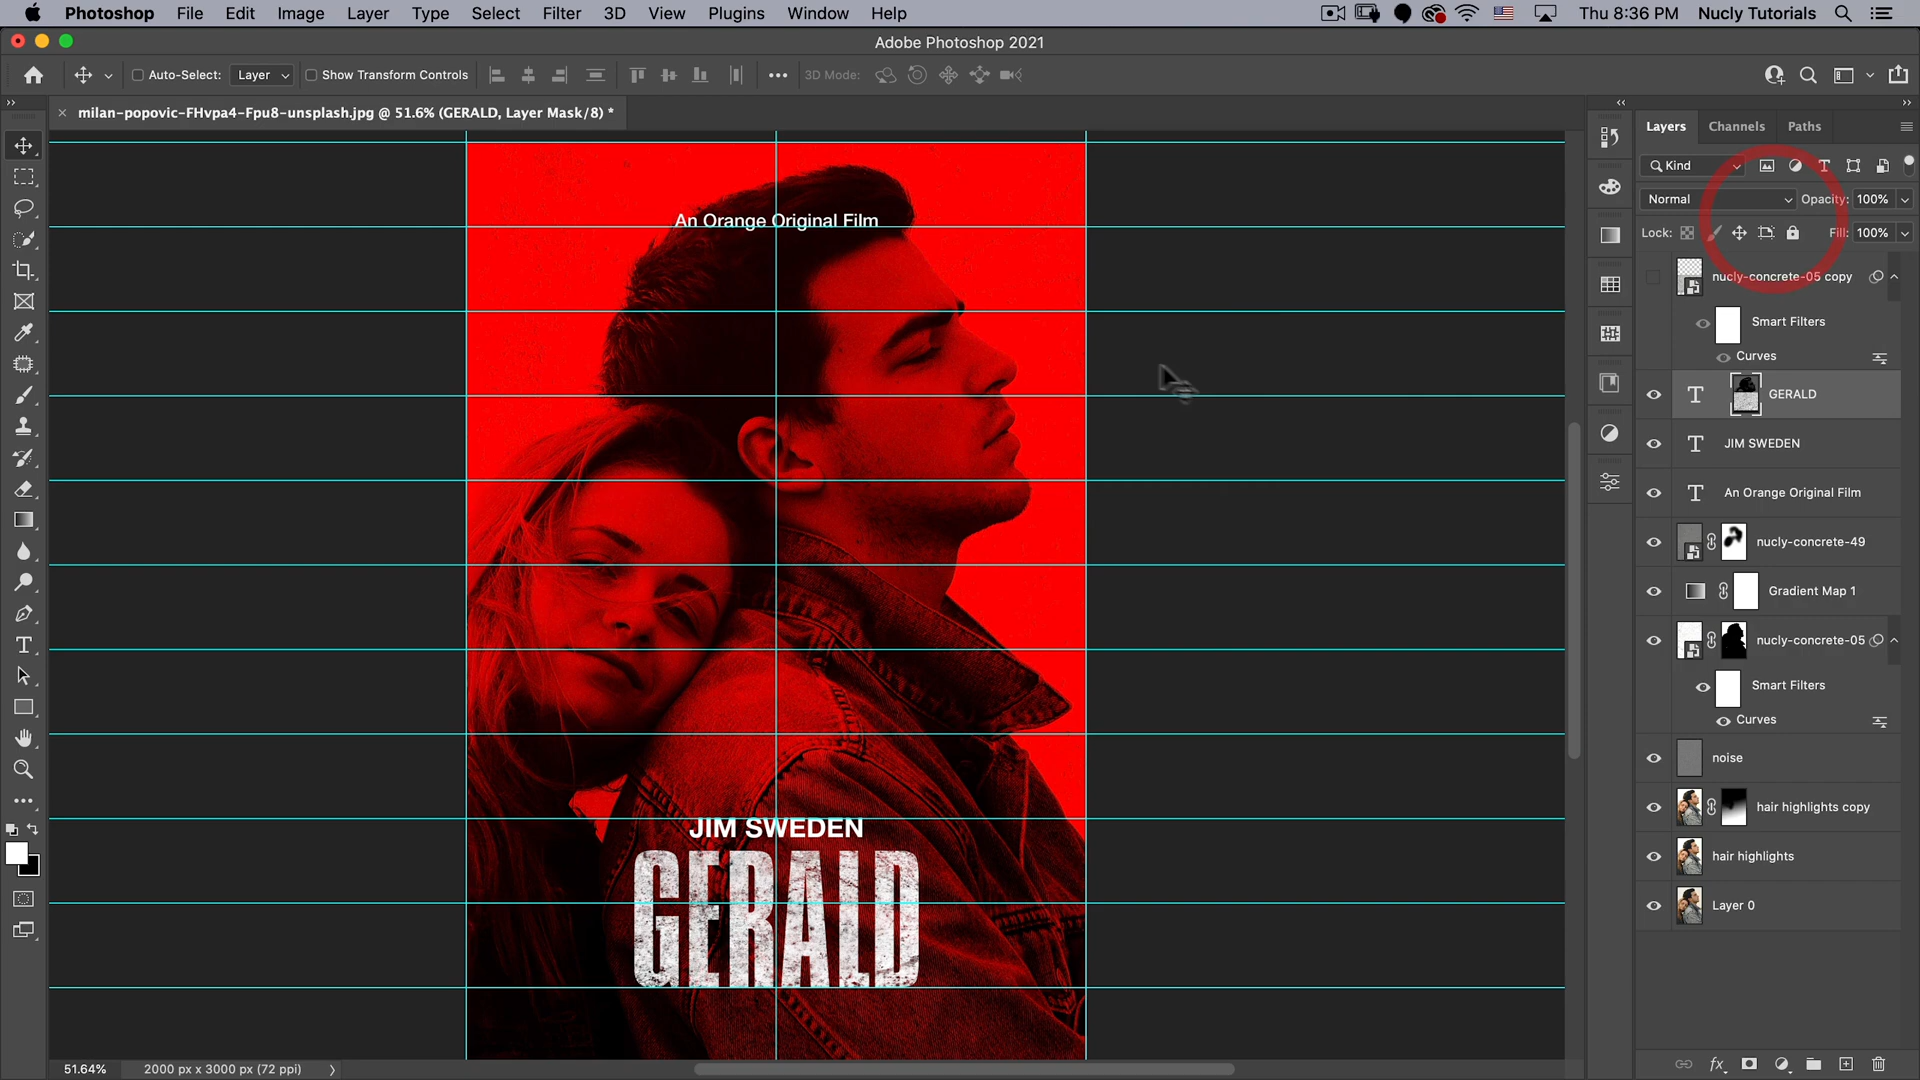 Photoshop File Edit Image Layer Type Select Filter 3D View Plugins Window Help Thu 8:36 PM Nucly Tutorials
Adobe Photoshop 2021
Auto-Select: Layer Show Transform Controls 3D Mode:
milan-popovic-FHvpa4-Fpu8-unsplash.jpg @ 51.6% (GERALD, Layer Mask/8) *
Layers Channels Paths
Kind
Normal Opacity: 100%
Lock: Fill: 100%
An Orange Original Film
JIM SWEDEN
GERALD
nucly-concrete-05 copy
Smart Filters
Curves
GERALD
JIM SWEDEN
An Orange Original Film
nucly-concrete-49
Gradient Map 1
nucly-concrete-05
Smart Filters
Curves
noise
hair highlights copy
hair highlights
Layer 0
51.64% 2000 px x 3000 px (72 ppi)